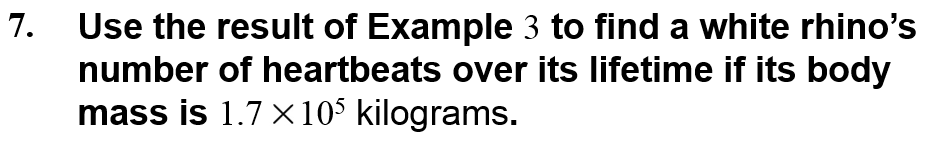 7. Use the result of Example 3 to find a white rhino's
number of heartbeats over its lifetime if its body
mass is 1.7 × 10⁵ kilograms.